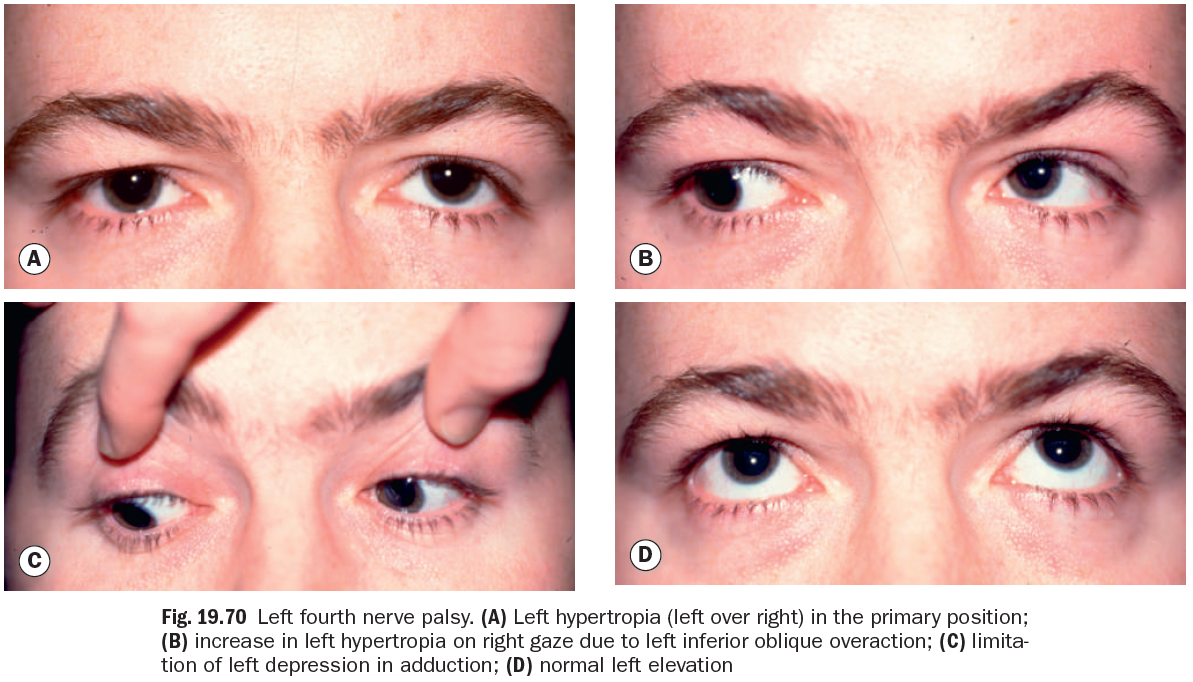 A
B
C
D
Fig. 19.70 Left fourth nerve palsy. (A) Left hypertropia (left over right) in the primary position;
(B) increase in left hypertropia on right gaze due to left inferior oblique overaction; (C) limita-
tion of left depression in adduction; (D) normal left elevation